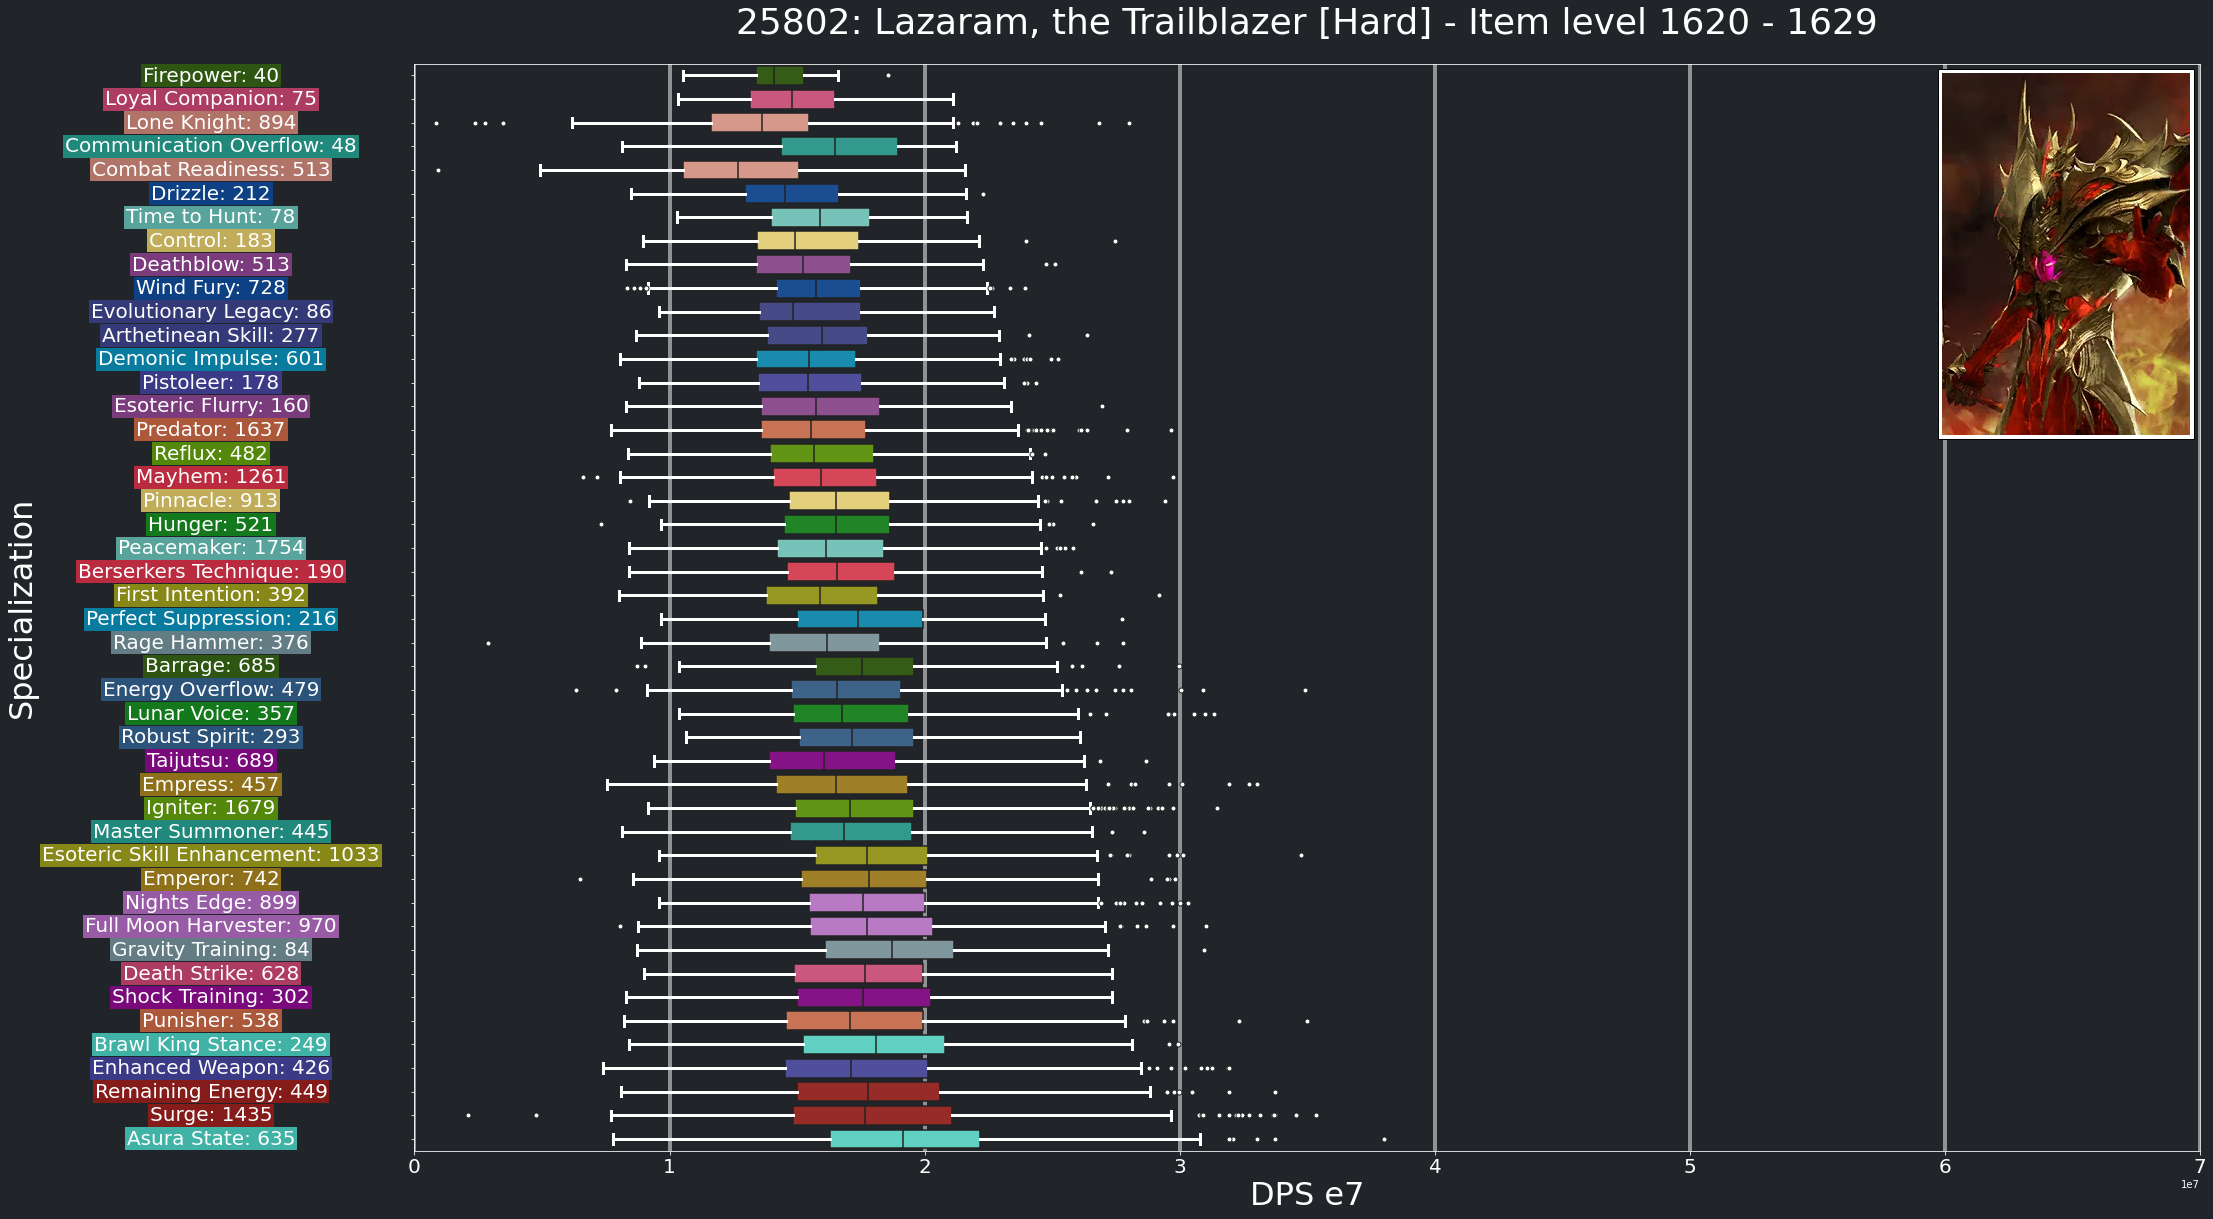 25802: Lazaram, the Trailblazer [Hard] - Item level 1620 - 1629
Specialization
Firepower: 40
Loyal Companion: 75
Lone Knight: 894
Communication Overflow: 48
Combat Readiness: 513
Drizzle: 212
Time to Hunt: 78
Control: 183
Deathblow: 513
Wind Fury: 728
Evolutionary Legacy: 86
Arthetinean Skill: 277
Demonic Impulse: 601
Pistoleer: 178
Esoteric Flurry: 160
Predator: 1637
Reflux: 482
Mayhem: 1261
Pinnacle: 913
Hunger: 521
Peacemaker: 1754
Berserkers Technique: 190
First Intention: 392
Perfect Suppression: 216
Rage Hammer: 376
Barrage: 685
Energy Overflow: 479
Lunar Voice: 357
Robust Spirit: 293
Taijutsu: 689
Empress: 457
Igniter: 1679
Master Summoner: 445
Esoteric Skill Enhancement: 1033
Emperor: 742
Nights Edge: 899
Full Moon Harvester: 970
Gravity Training: 84
Death Strike: 628
Shock Training: 302
Punisher: 538
Brawl King Stance: 249
Enhanced Weapon: 426
Remaining Energy: 449
Surge: 1435
Asura State: 635
0 1 2 3 4 5 6 7
1e7
DPS e7